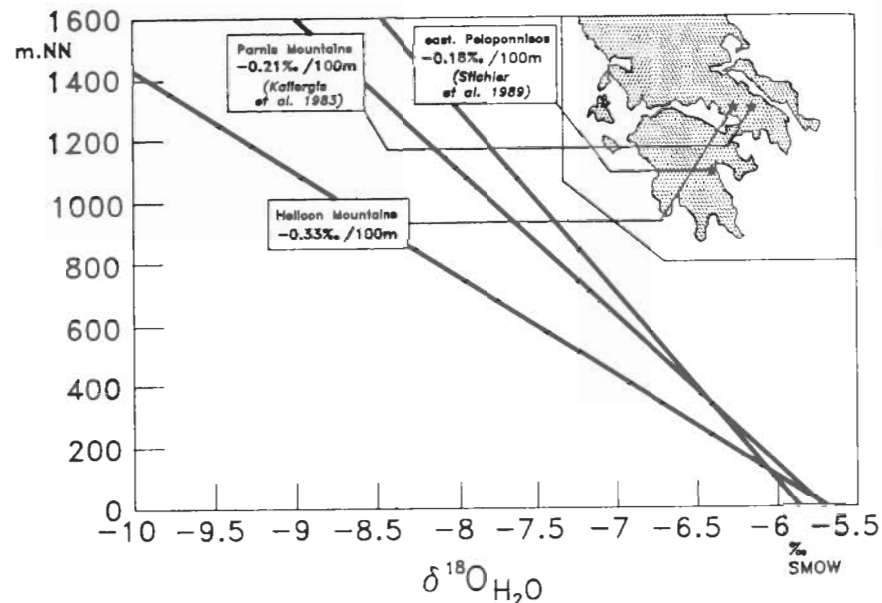 1600
m.NN
1400
1200
1000
800
600
400
200
0
Parnis Mountains
-0.21‰/100m
(Kallergis
et al. 1983)
east. Peloponnisos
-0.18‰/100m
(Stichler
et al. 1989)
Helicon Mountains
-0.33‰/100m
-10 -9.5 -9 -8.5 -8 -7.5 -7 -6.5 -6 -5.5
‰
SMOW
δ¹⁸O H₂O